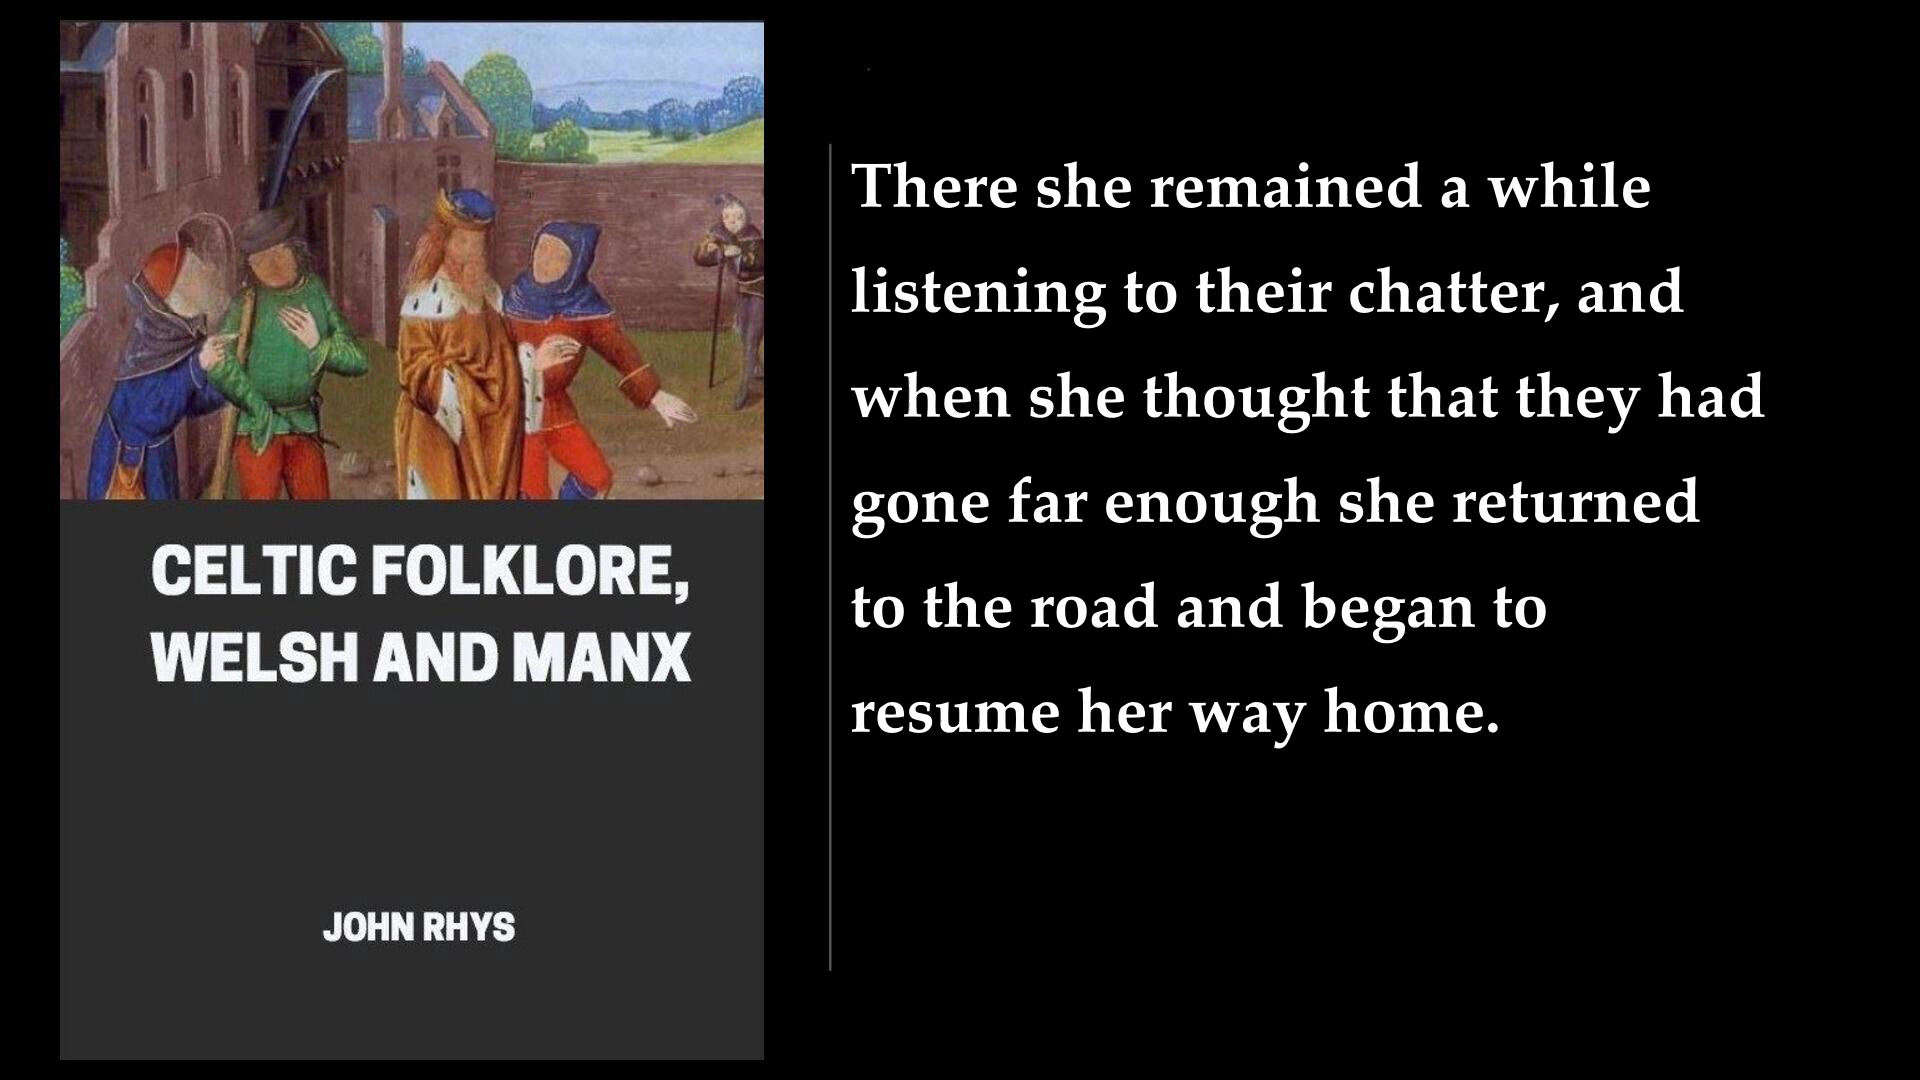 CELTIC FOLKLORE,
WELSH AND MANX
JOHN RHYS
There she remained a while
listening to their chatter, and
when she thought that they had
gone far enough she returned
to the road and began to
resume her way home.